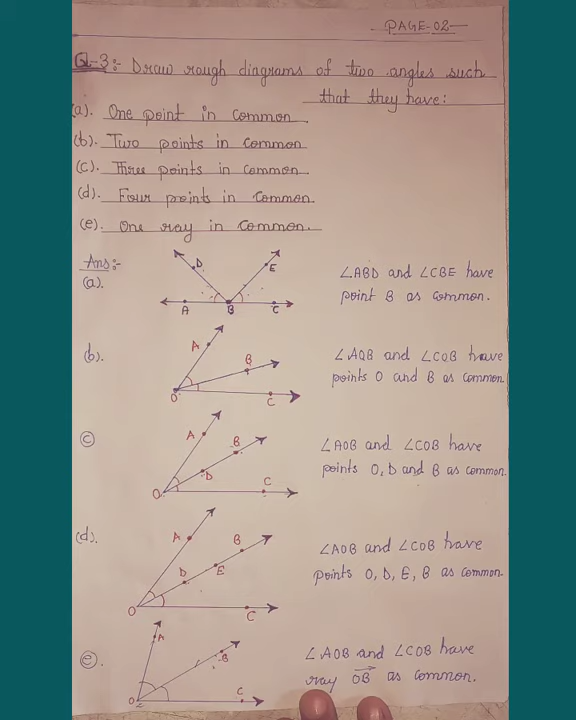 PAGE-02
Q-3:- Draw rough diagrams of two angles such
that they have:
(a). One point in common
(b). Two points in common
(c). Three points in common
(d). Four points in common
(e). One ray in common.
Ans:-
(a).
D
E
A
B
C
∠ABD and ∠CBE have
point B as common.
(b).
A
B
O
C
∠AOB and ∠COB have
points O and B as common
(c)
A
B
D
O
C
∠AOB and ∠COB have
points O, D and B as common.
(d).
A
B
D
E
O
C
∠AOB and ∠COB have
points O, D, E, B as common.
(e).
A
B
O
C
∠AOB and ∠COB have
ray OB→ as common.